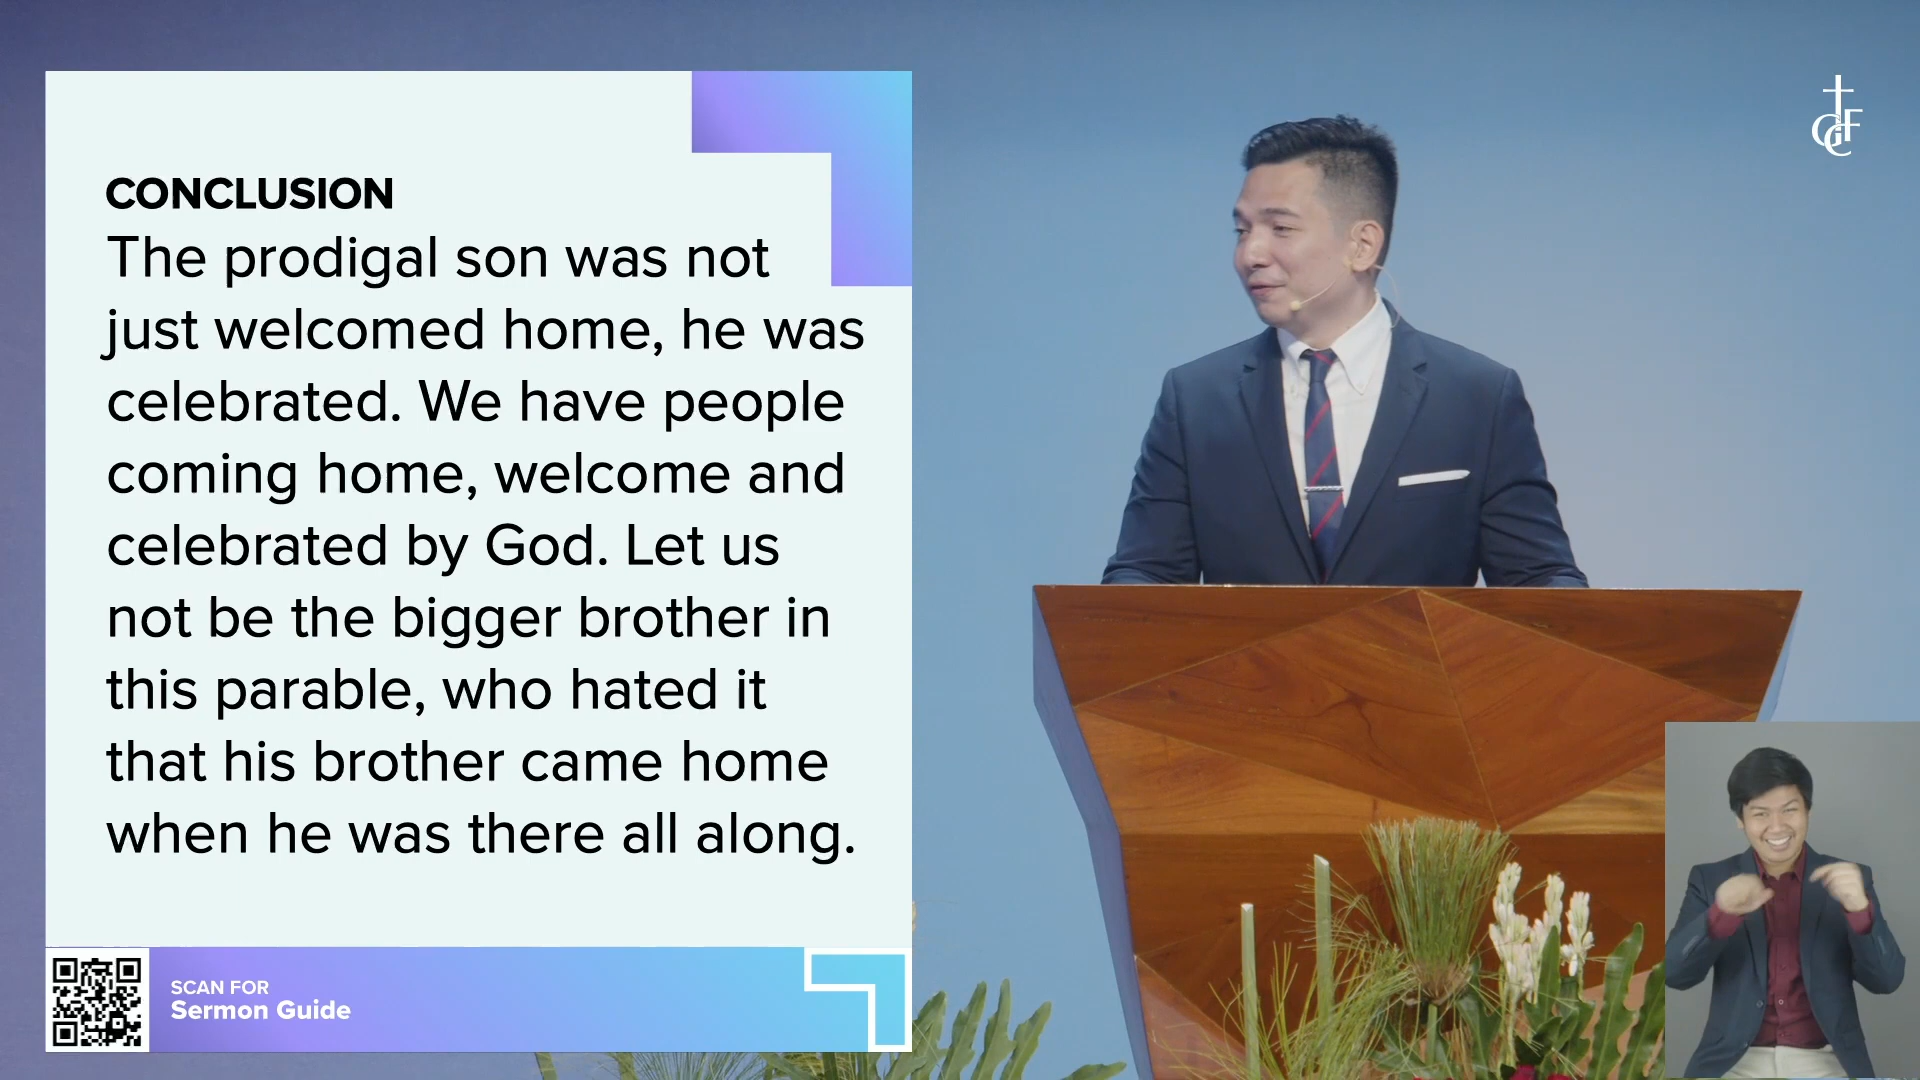 CONCLUSION
The prodigal son was not
just welcomed home, he was
celebrated. We have people
coming home, welcome and
celebrated by God. Let us
not be the bigger brother in
this parable, who hated it
that his brother came home
when he was there all along.
SCAN FOR
Sermon Guide
GCF